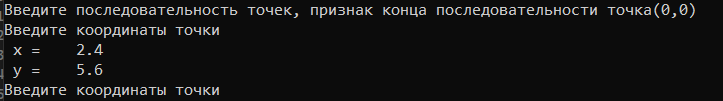 Введите последовательность точек, признак конца последовательности точка(0,0)
Введите координаты точки
x = 2.4
y = 5.6
Введите координаты точки